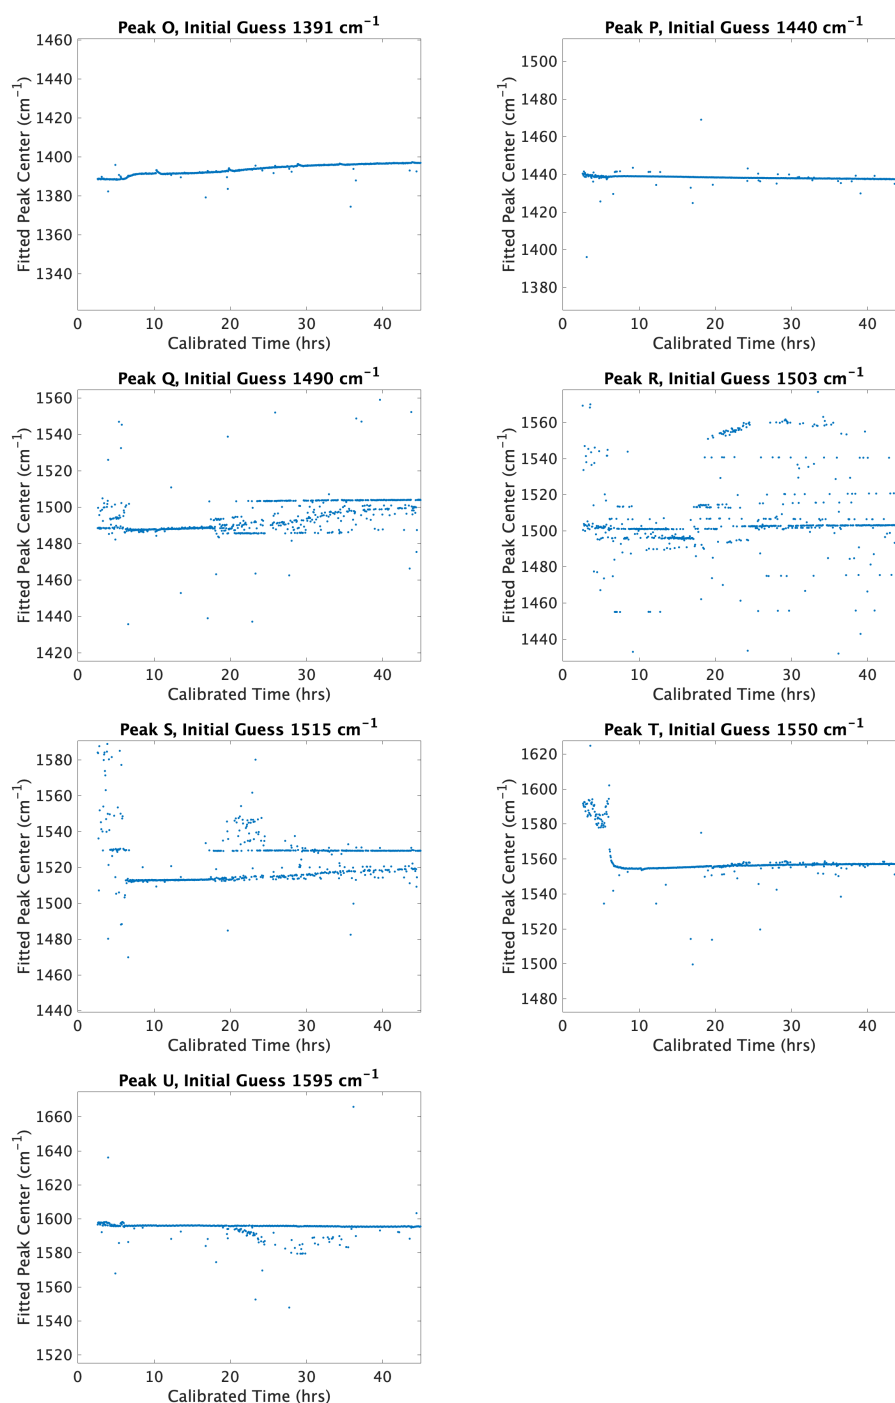 Peak O, Initial Guess 1391 cm⁻¹
Fitted Peak Center (cm⁻¹)
1460
1440
1420
1400
1380
1360
1340
0 10 20 30 40
Calibrated Time (hrs)
Peak P, Initial Guess 1440 cm⁻¹
Fitted Peak Center (cm⁻¹)
1500
1480
1460
1440
1420
1400
1380
0 10 20 30 40
Calibrated Time (hrs)
Peak Q, Initial Guess 1490 cm⁻¹
Fitted Peak Center (cm⁻¹)
1560
1540
1520
1500
1480
1460
1440
1420
0 10 20 30 40
Calibrated Time (hrs)
Peak R, Initial Guess 1503 cm⁻¹
Fitted Peak Center (cm⁻¹)
1560
1540
1520
1500
1480
1460
1440
0 10 20 30 40
Calibrated Time (hrs)
Peak S, Initial Guess 1515 cm⁻¹
Fitted Peak Center (cm⁻¹)
1580
1560
1540
1520
1500
1480
1460
1440
0 10 20 30 40
Calibrated Time (hrs)
Peak T, Initial Guess 1550 cm⁻¹
Fitted Peak Center (cm⁻¹)
1620
1600
1580
1560
1540
1520
1500
1480
0 10 20 30 40
Calibrated Time (hrs)
Peak U, Initial Guess 1595 cm⁻¹
Fitted Peak Center (cm⁻¹)
1660
1640
1620
1600
1580
1560
1540
1520
0 10 20 30 40
Calibrated Time (hrs)